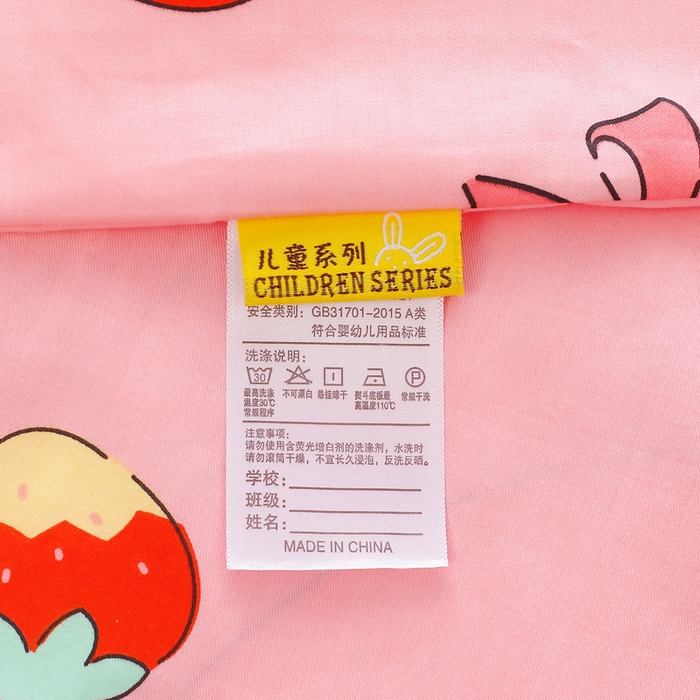 儿童系列
CHILDREN SERIES
安全类别：GB31701-2015 A类
符合婴幼儿用品标准
洗涤说明：
30 P
最高洗涤 不可漂白 悬挂晾干 熨斗底板最 常规干洗
温度30℃ 高温度110℃
常规程序
注意事项：
请勿使用含荧光增白剂的洗涤剂，水洗时
请勿滚筒干燥，不宜长久浸泡，反洗反晒。
学校：
班级：
姓名：
MADE IN CHINA